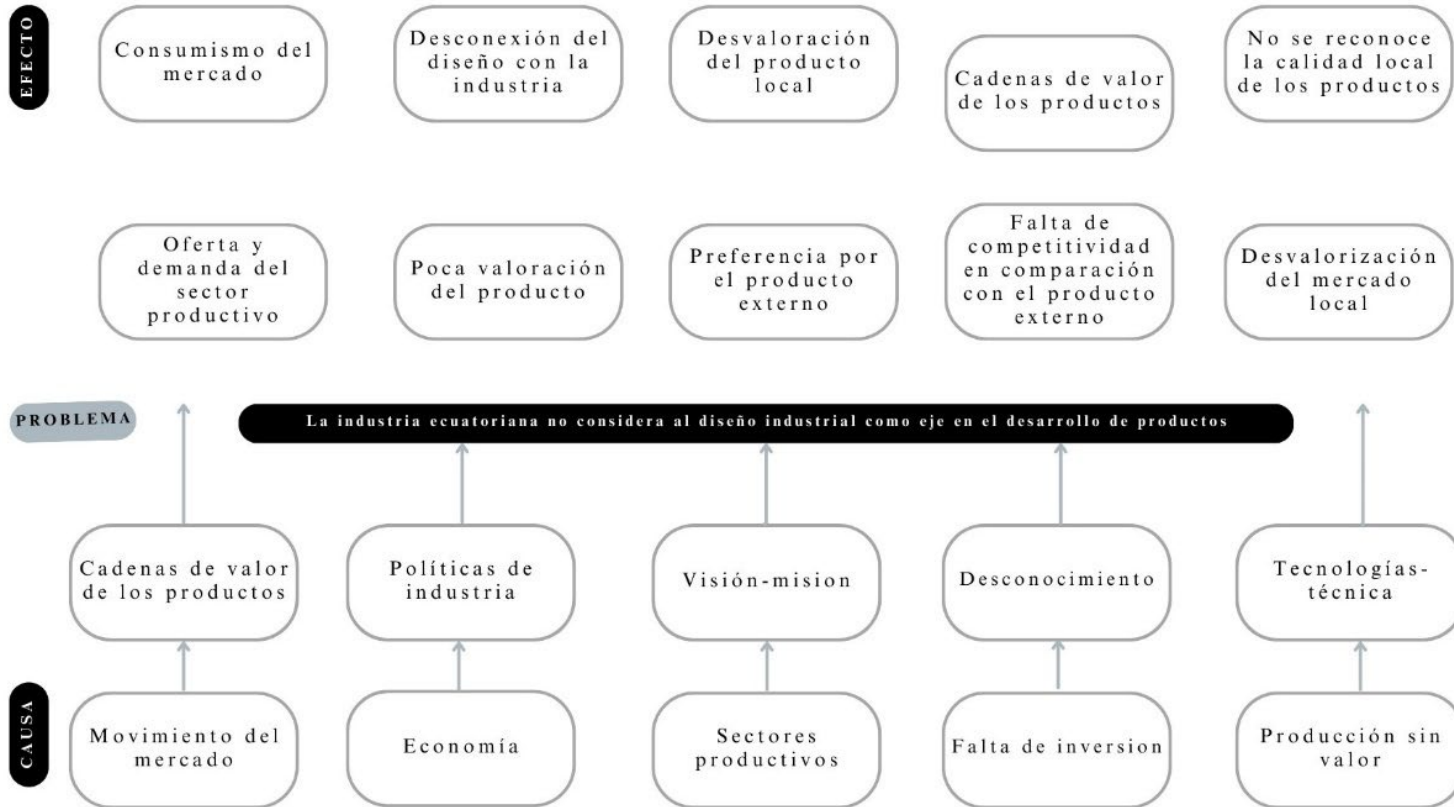 EFECTO
Consumismo del
mercado
Desconexión del
diseño con la
industria
Desvaloración
del producto
local
Cadenas de valor
de los productos
No se reconoce
la calidad local
de los productos
Oferta y
demanda del
sector
productivo
Poca valoración
del producto
Preferencia por
el producto
externo
Falta de
competitividad
en comparación
con el producto
externo
Desvalorización
del mercado
local
PROBLEMA
La industria ecuatoriana no considera al diseño industrial como eje en el desarrollo de productos
Cadenas de valor
de los productos
Políticas de
industria
Visión-mision
Desconocimiento
Tecnologías-
técnica
CAUSA
Movimiento del
mercado
Economía
Sectores
productivos
Falta de inversion
Producción sin
valor